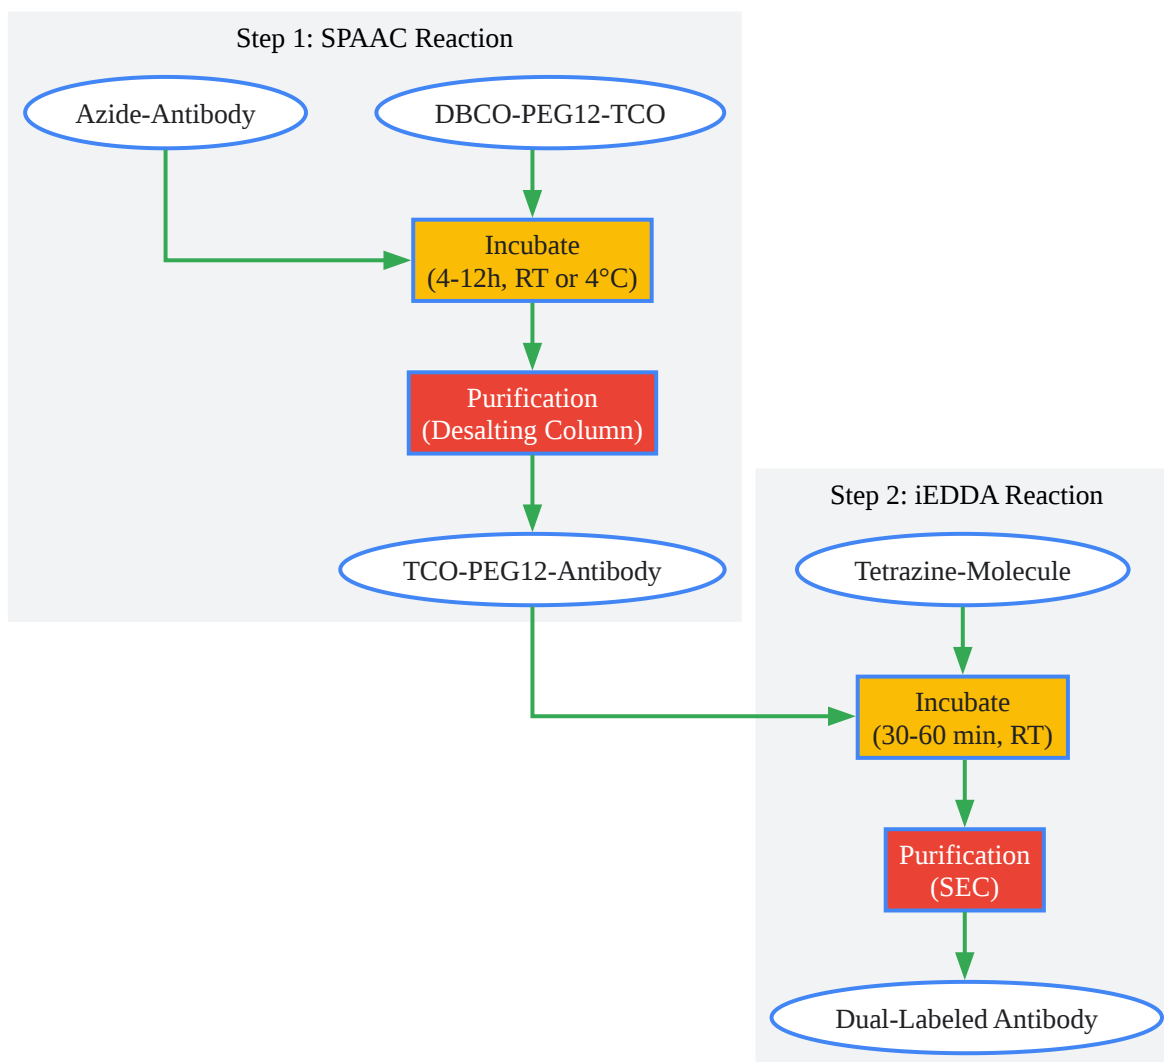 Step 1: SPAAC Reaction
Azide-Antibody
DBCO-PEG12-TCO
Incubate
(4-12h, RT or 4°C)
Purification
(Desalting Column)
TCO-PEG12-Antibody
Step 2: iEDDA Reaction
Tetrazine-Molecule
Incubate
(30-60 min, RT)
Purification
(SEC)
Dual-Labeled Antibody